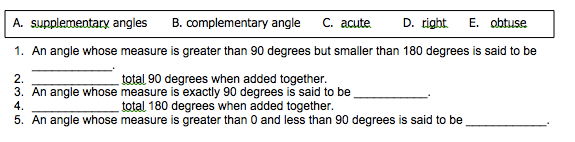 A. supplementary angles B. complementary angle C. acute D. right E. obtuse
1. An angle whose measure is greater than 90 degrees but smaller than 180 degrees is said to be
____________.
2. _____________ total 90 degrees when added together.
3. An angle whose measure is exactly 90 degrees is said to be ___________.
4. _____________ total 180 degrees when added together.
5. An angle whose measure is greater than 0 and less than 90 degrees is said to be ____________.